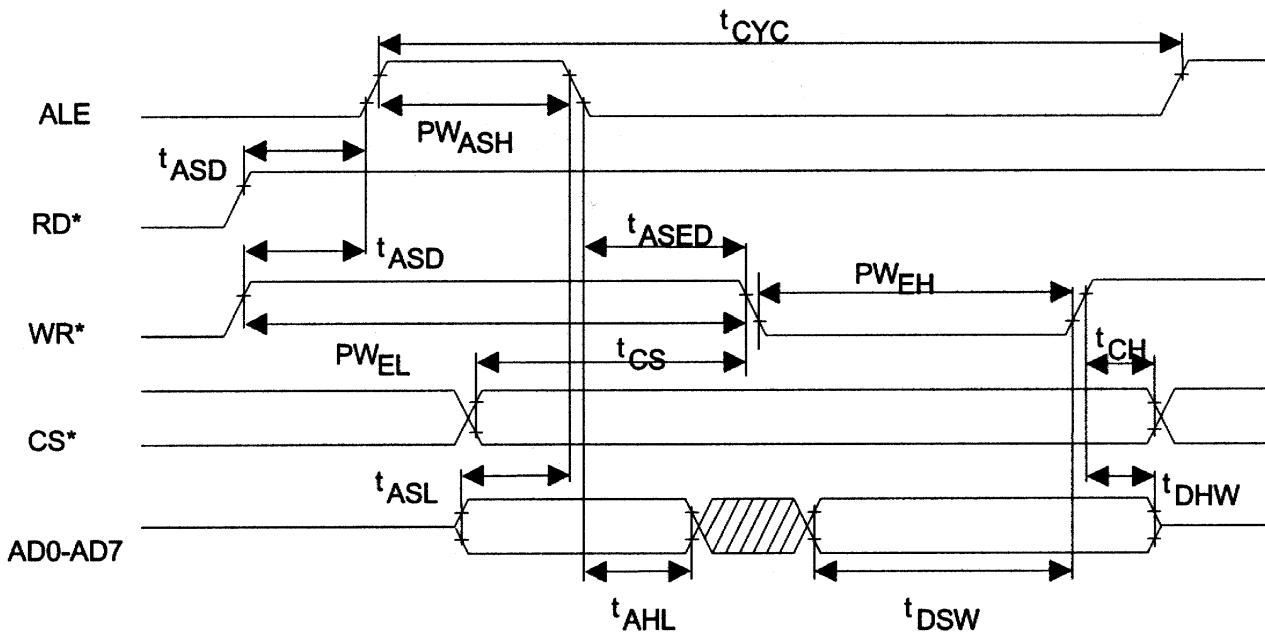 tCYC
ALE
PWASH
tASD
RD*
tASD
tASED
PWEH
WR*
PWEL
tCS
tCH
CS*
tASL
tDHW
AD0-AD7
tAHL
tDSW